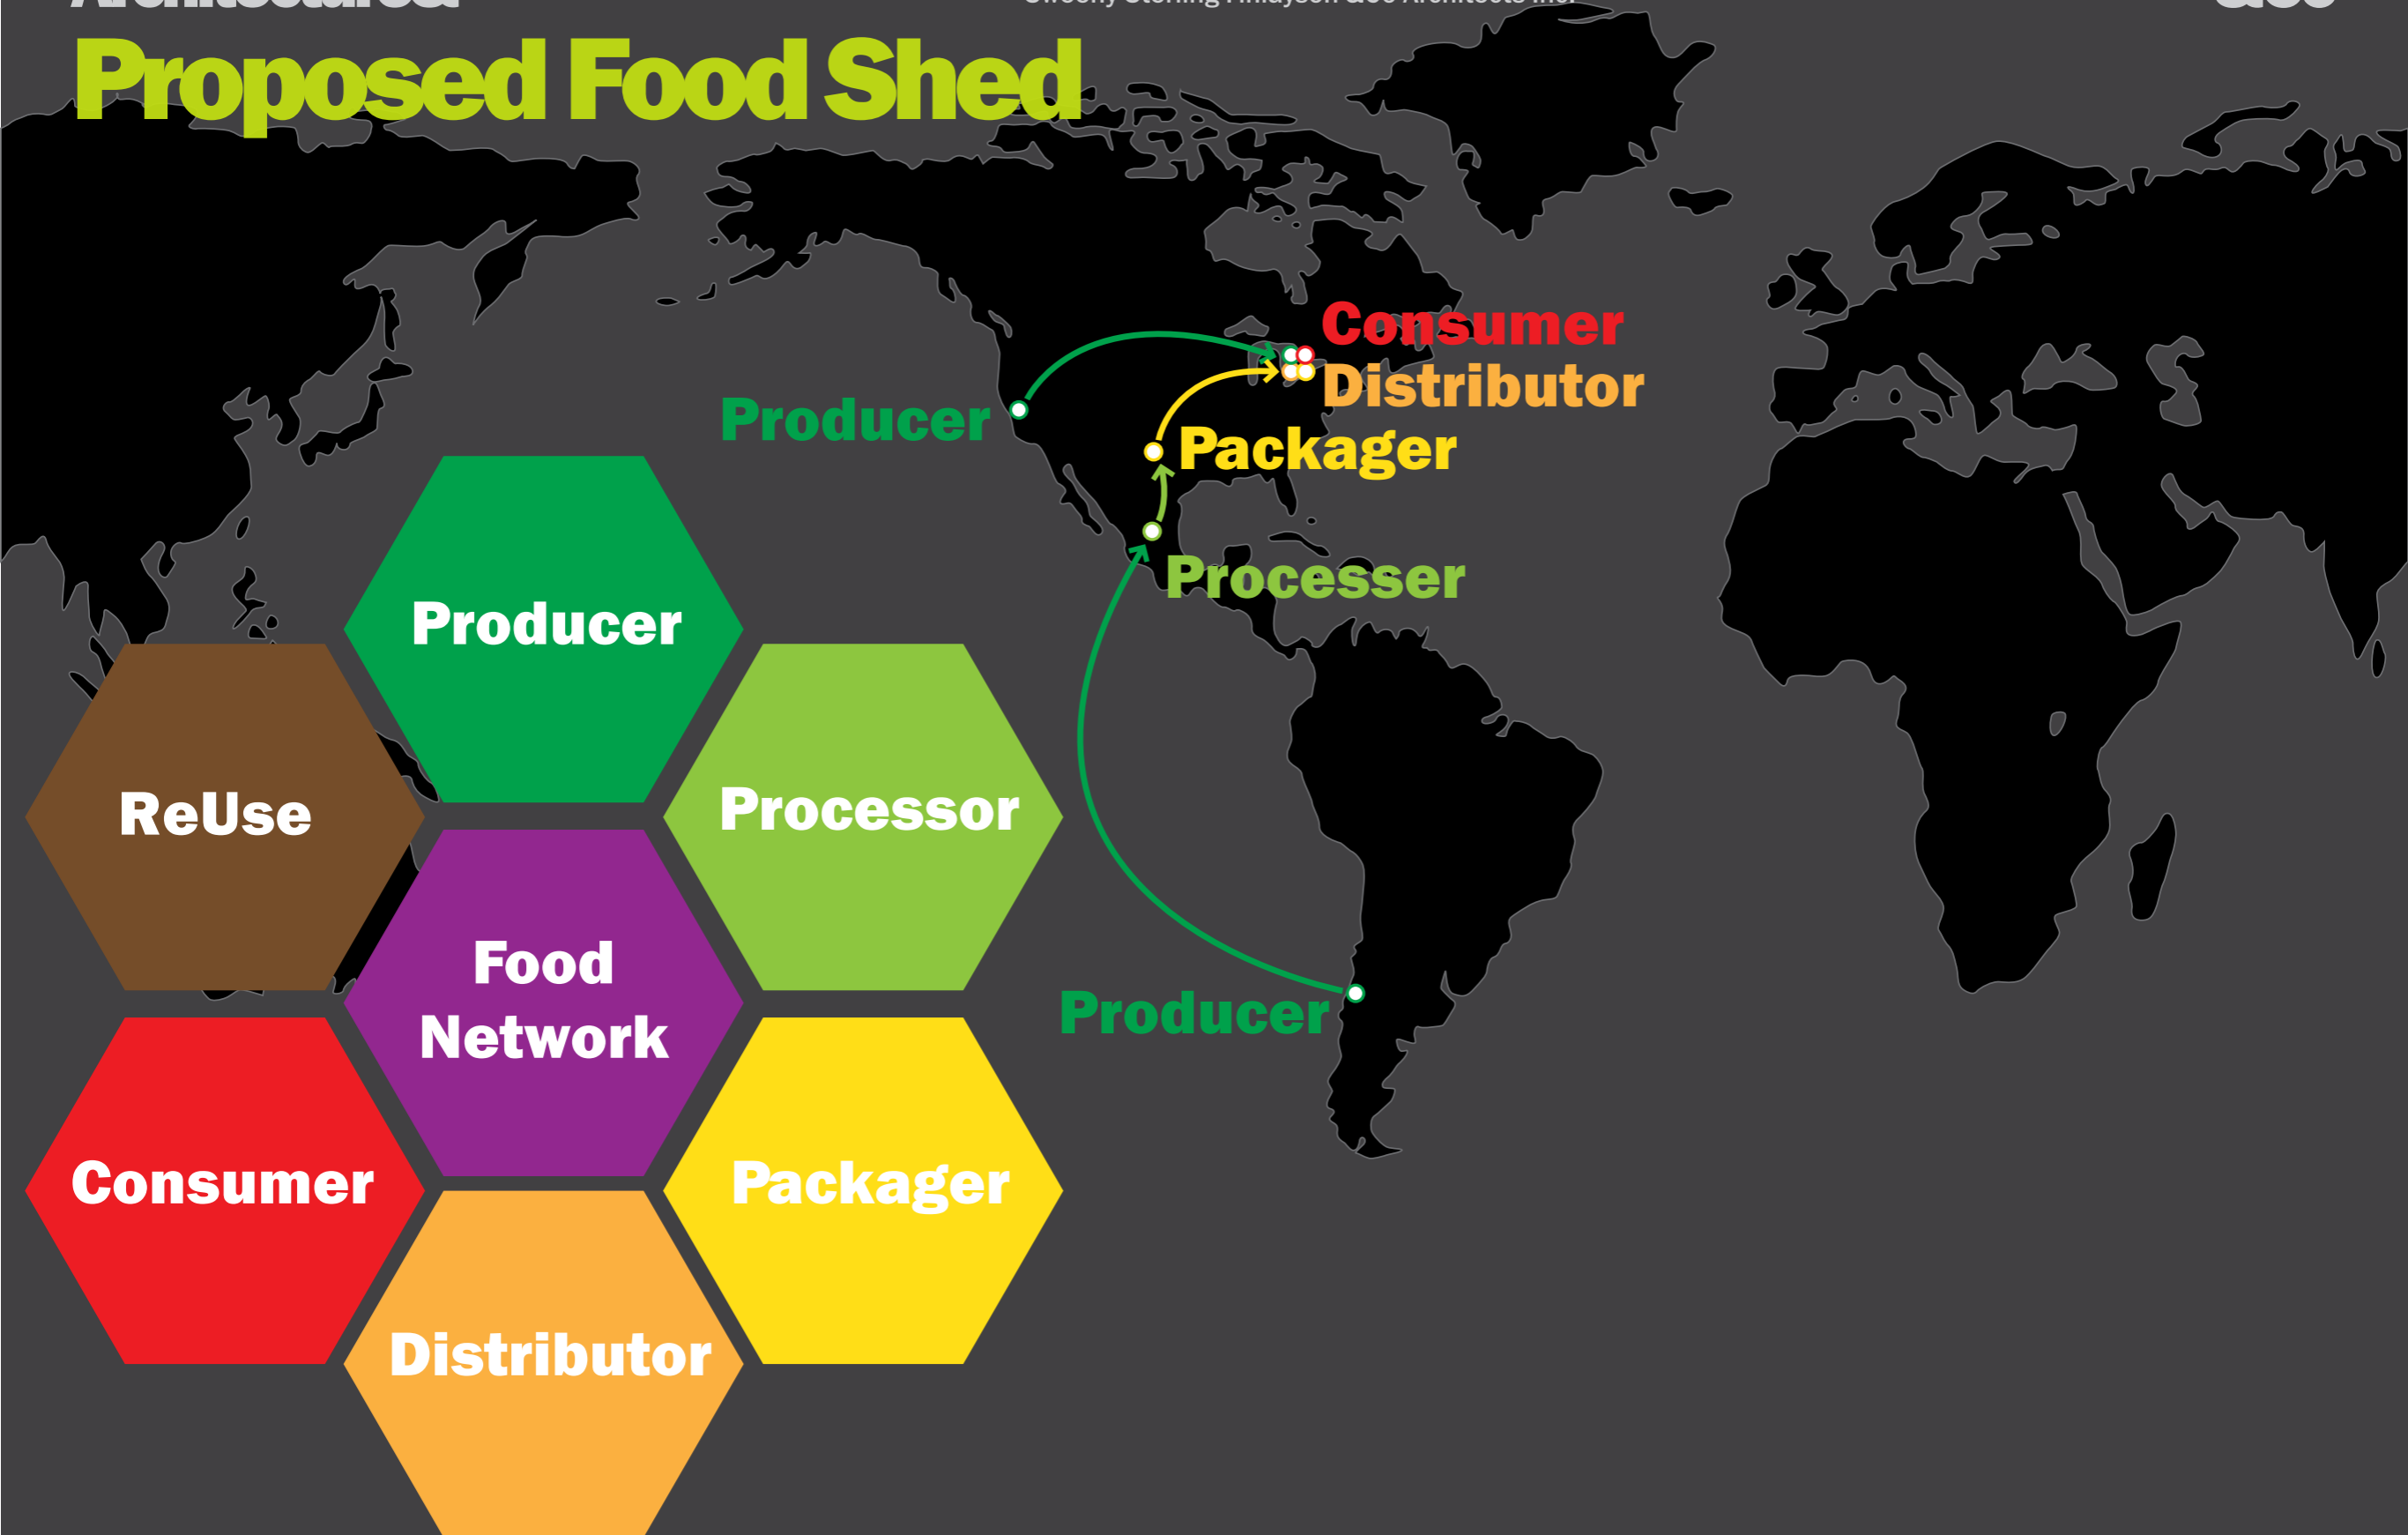 Proposed Food Shed
Consumer
Distributor
Producer
Packager
Processer
Producer
Producer
ReUse
Processor
Food
Network
Consumer
Packager
Distributor